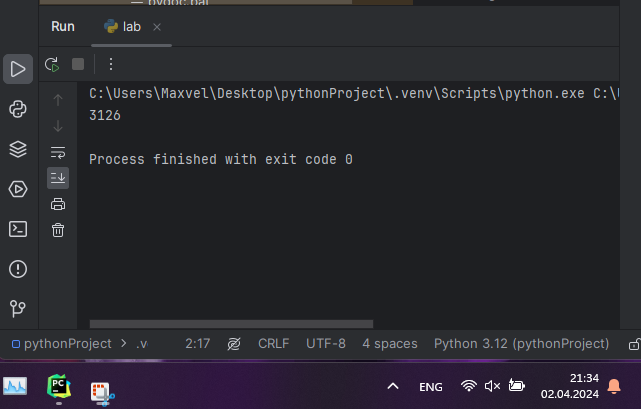 Run
lab
C:\Users\Maxvel\Desktop\pythonProject\.venv\Scripts\python.exe C:\
3126
Process finished with exit code 0
pythonProject > .v
2:17
CRLF
UTF-8
4 spaces
Python 3.12 (pythonProject)
PC
ENG
21:34
02.04.2024